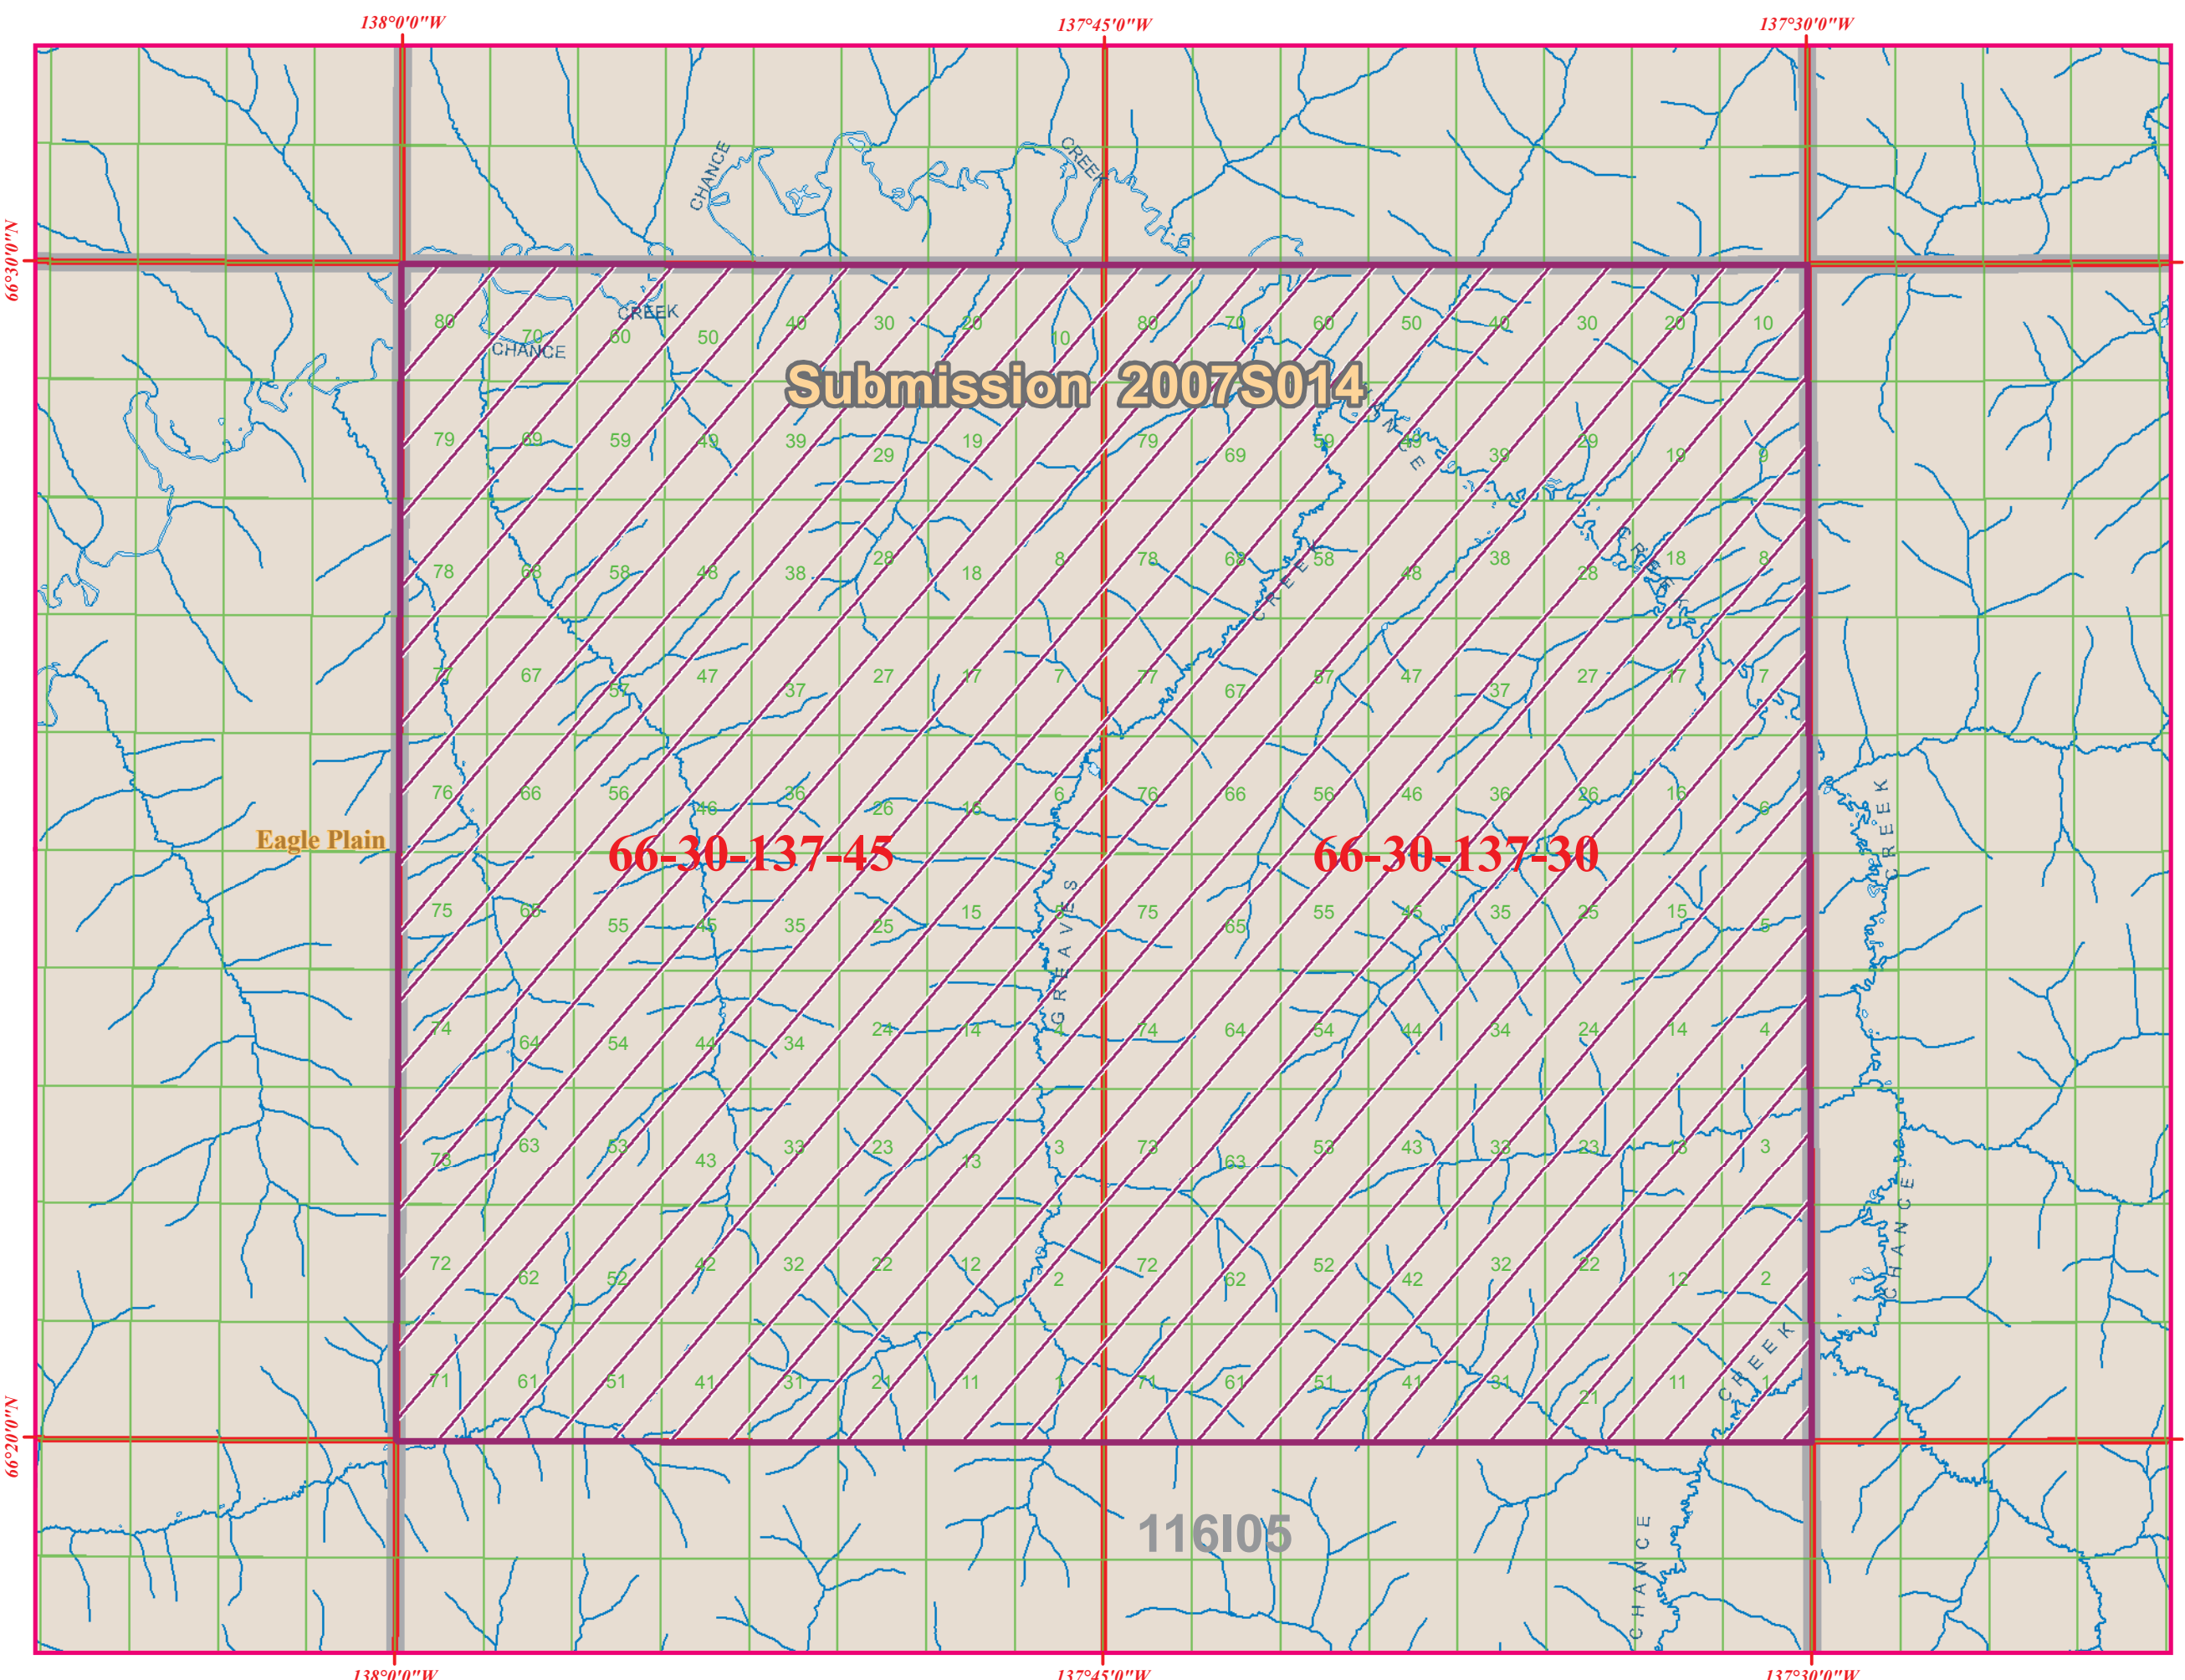 138°0'0"W 137°45'0"W 137°30'0"W
66°30'0"N
CHANCE
CREEK
CREEK
CHANCE
80 70 60 50 40 30 20 10 80 70 60 50 40 30 20 10
Submission 2007S014
79 69 59 49 39 29 19 79 69 59 49 39 29 19 9
NCE
CREEK
78 68 58 48 38 28 18 8 78 68 58 48 38 28 18 8
CREEK
77 67 57 47 37 27 17 7 77 67 57 47 37 27 17 7
76 66 56 46 36 26 16 6 76 66 56 46 36 26 16 6
CREEK
Eagle Plain
66-30-137-45 66-30-137-30
75 65 55 45 35 25 15 5 75 65 55 45 35 25 15 5
GREAVES
74 64 54 44 34 24 14 4 74 64 54 44 34 24 14 4
73 63 53 43 33 23 13 3 73 63 53 43 33 23 13 3
CHANCE
72 62 52 42 32 22 12 2 72 62 52 42 32 22 12 2
CREEK
71 61 51 41 31 21 11 1 71 61 51 41 31 21 11 1
66°20'0"N
116I05
CHANCE
138°0'0"W 137°45'0"W 137°30'0"W